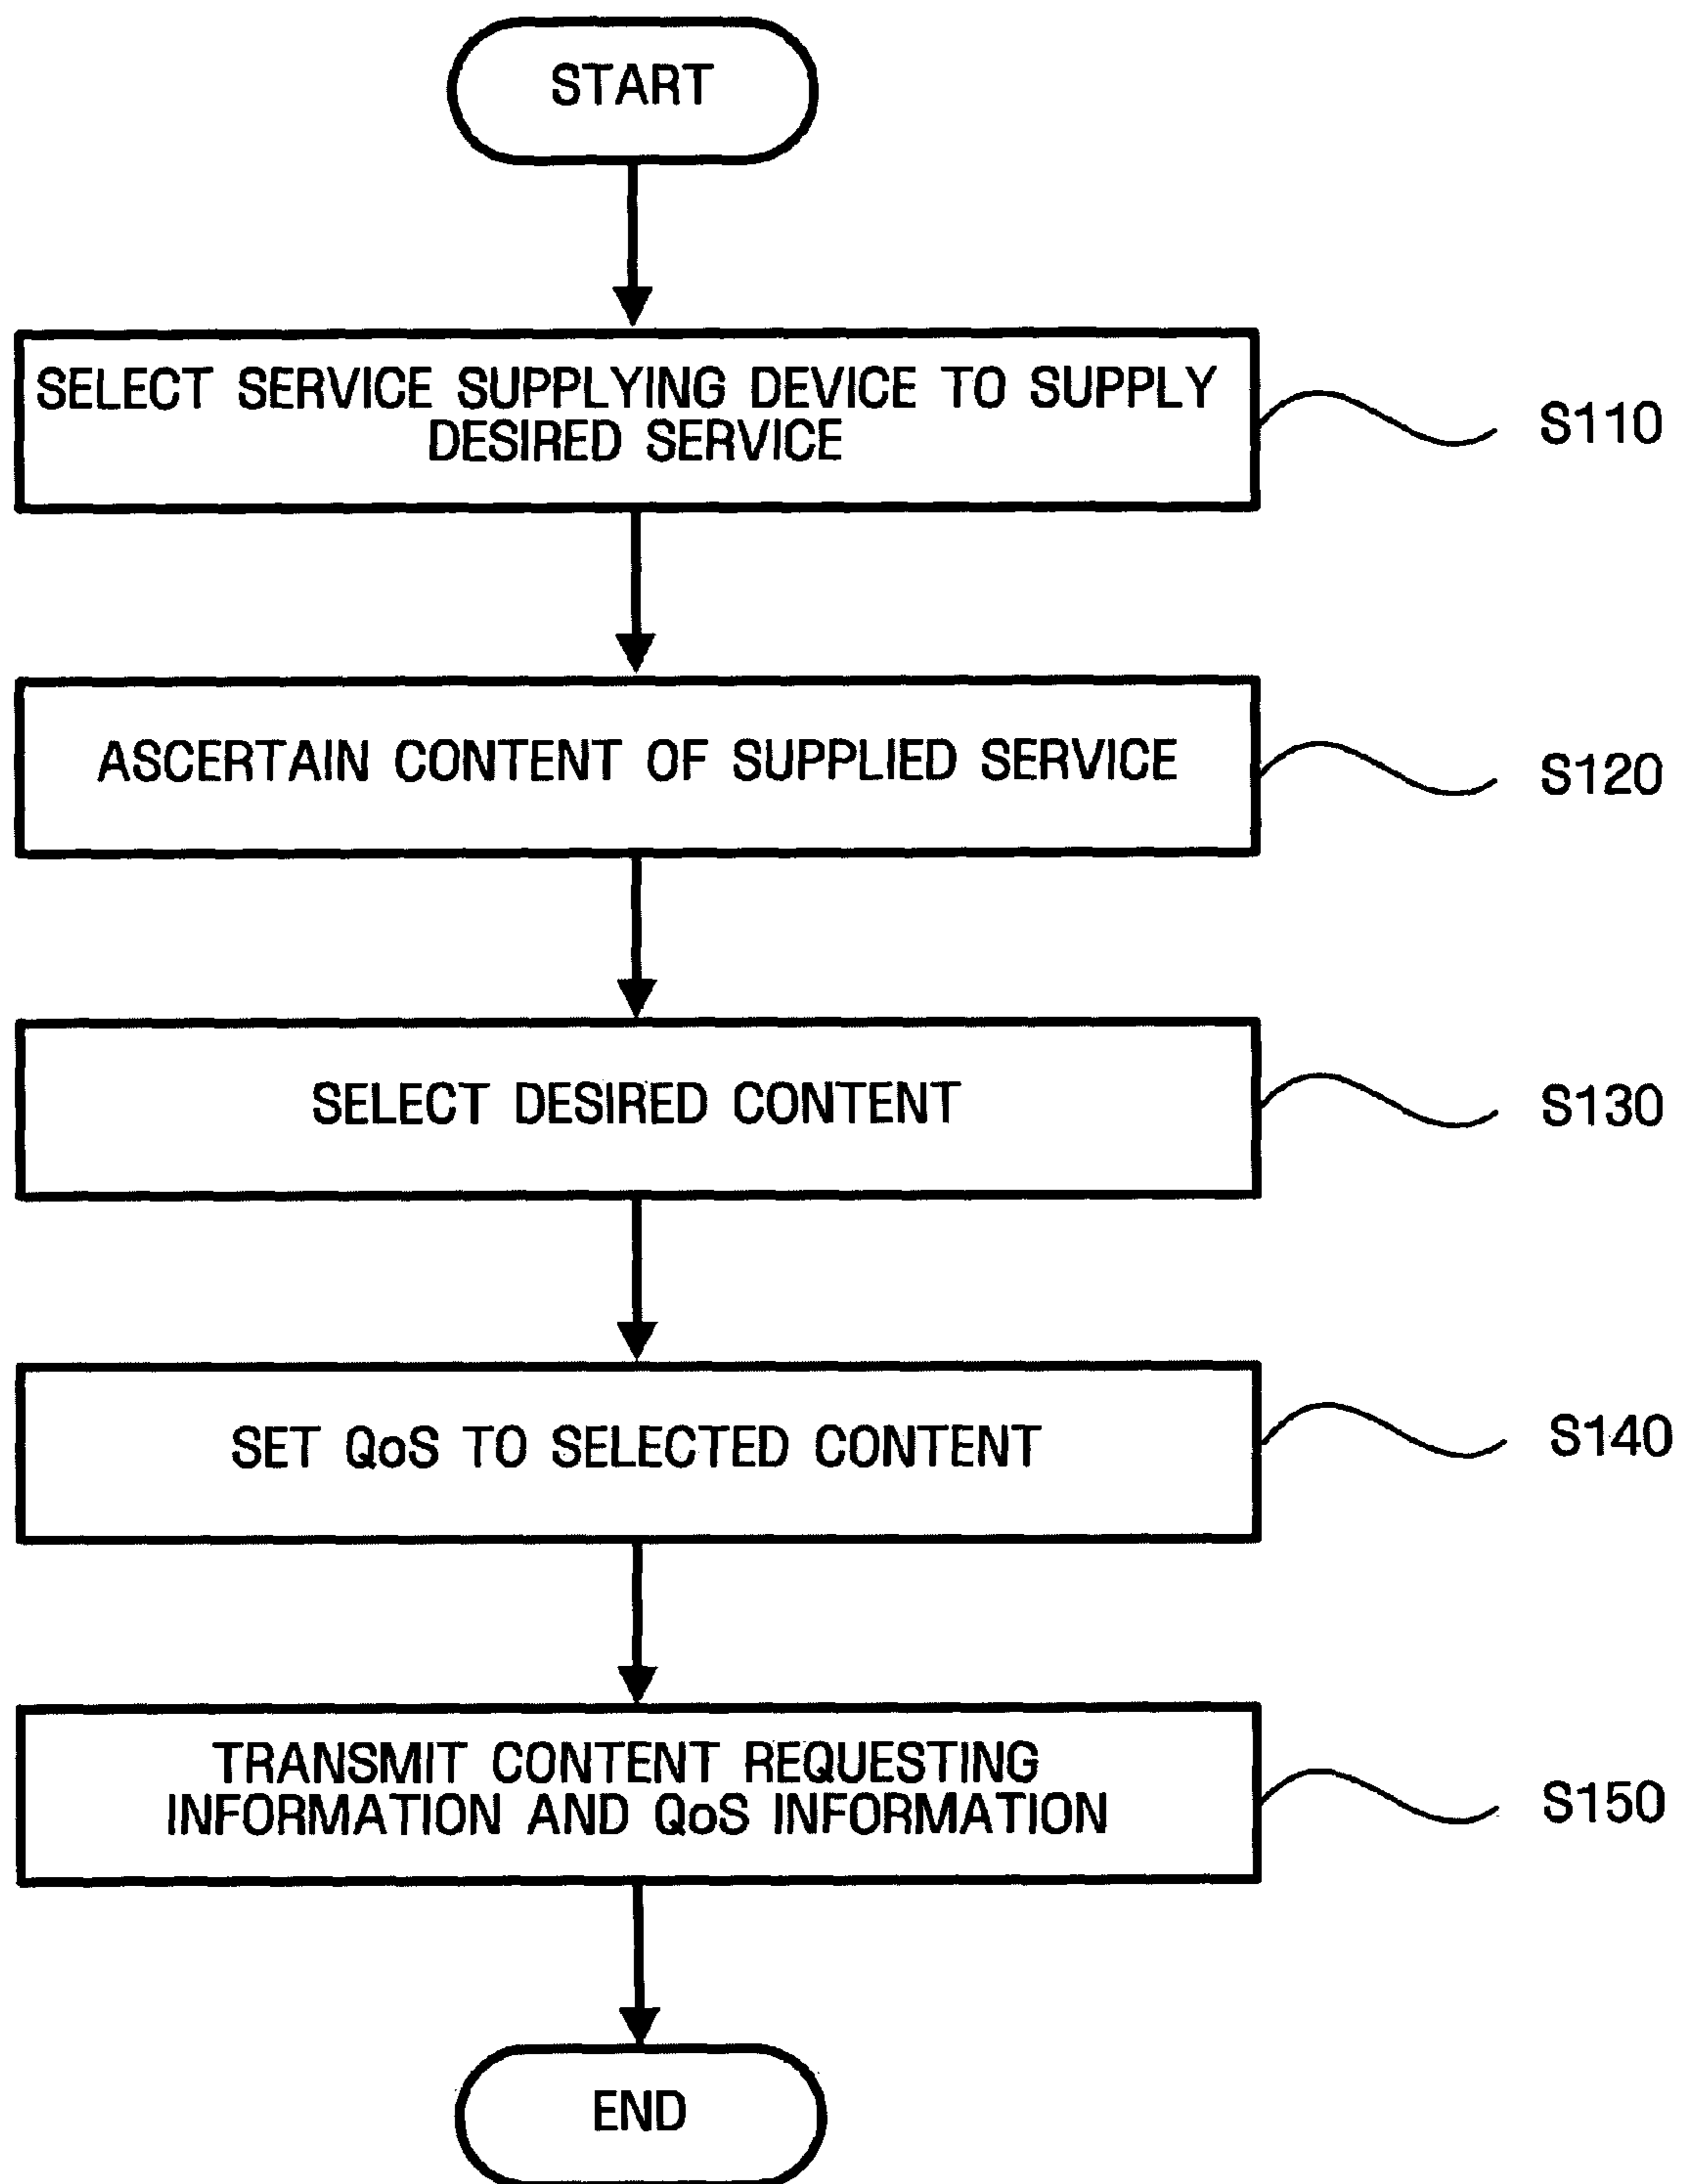 START
SELECT SERVICE SUPPLYING DEVICE TO SUPPLY
DESIRED SERVICE
S110
ASCERTAIN CONTENT OF SUPPLIED SERVICE
S120
SELECT DESIRED CONTENT
S130
SET QoS TO SELECTED CONTENT
S140
TRANSMIT CONTENT REQUESTING
INFORMATION AND QoS INFORMATION
S150
END